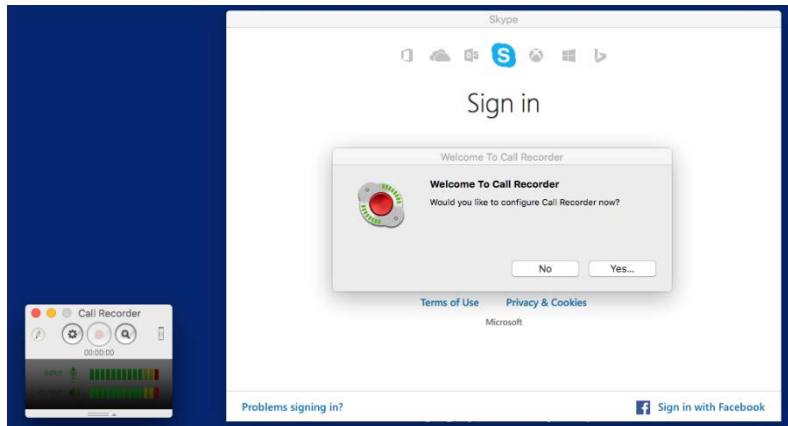 Skype
Sign in
Welcome To Call Recorder
Welcome To Call Recorder
Would you like to configure Call Recorder now?
No Yes...
Terms of Use Privacy & Cookies
Microsoft
Call Recorder
00:00:00
Problems signing in?
Sign in with Facebook